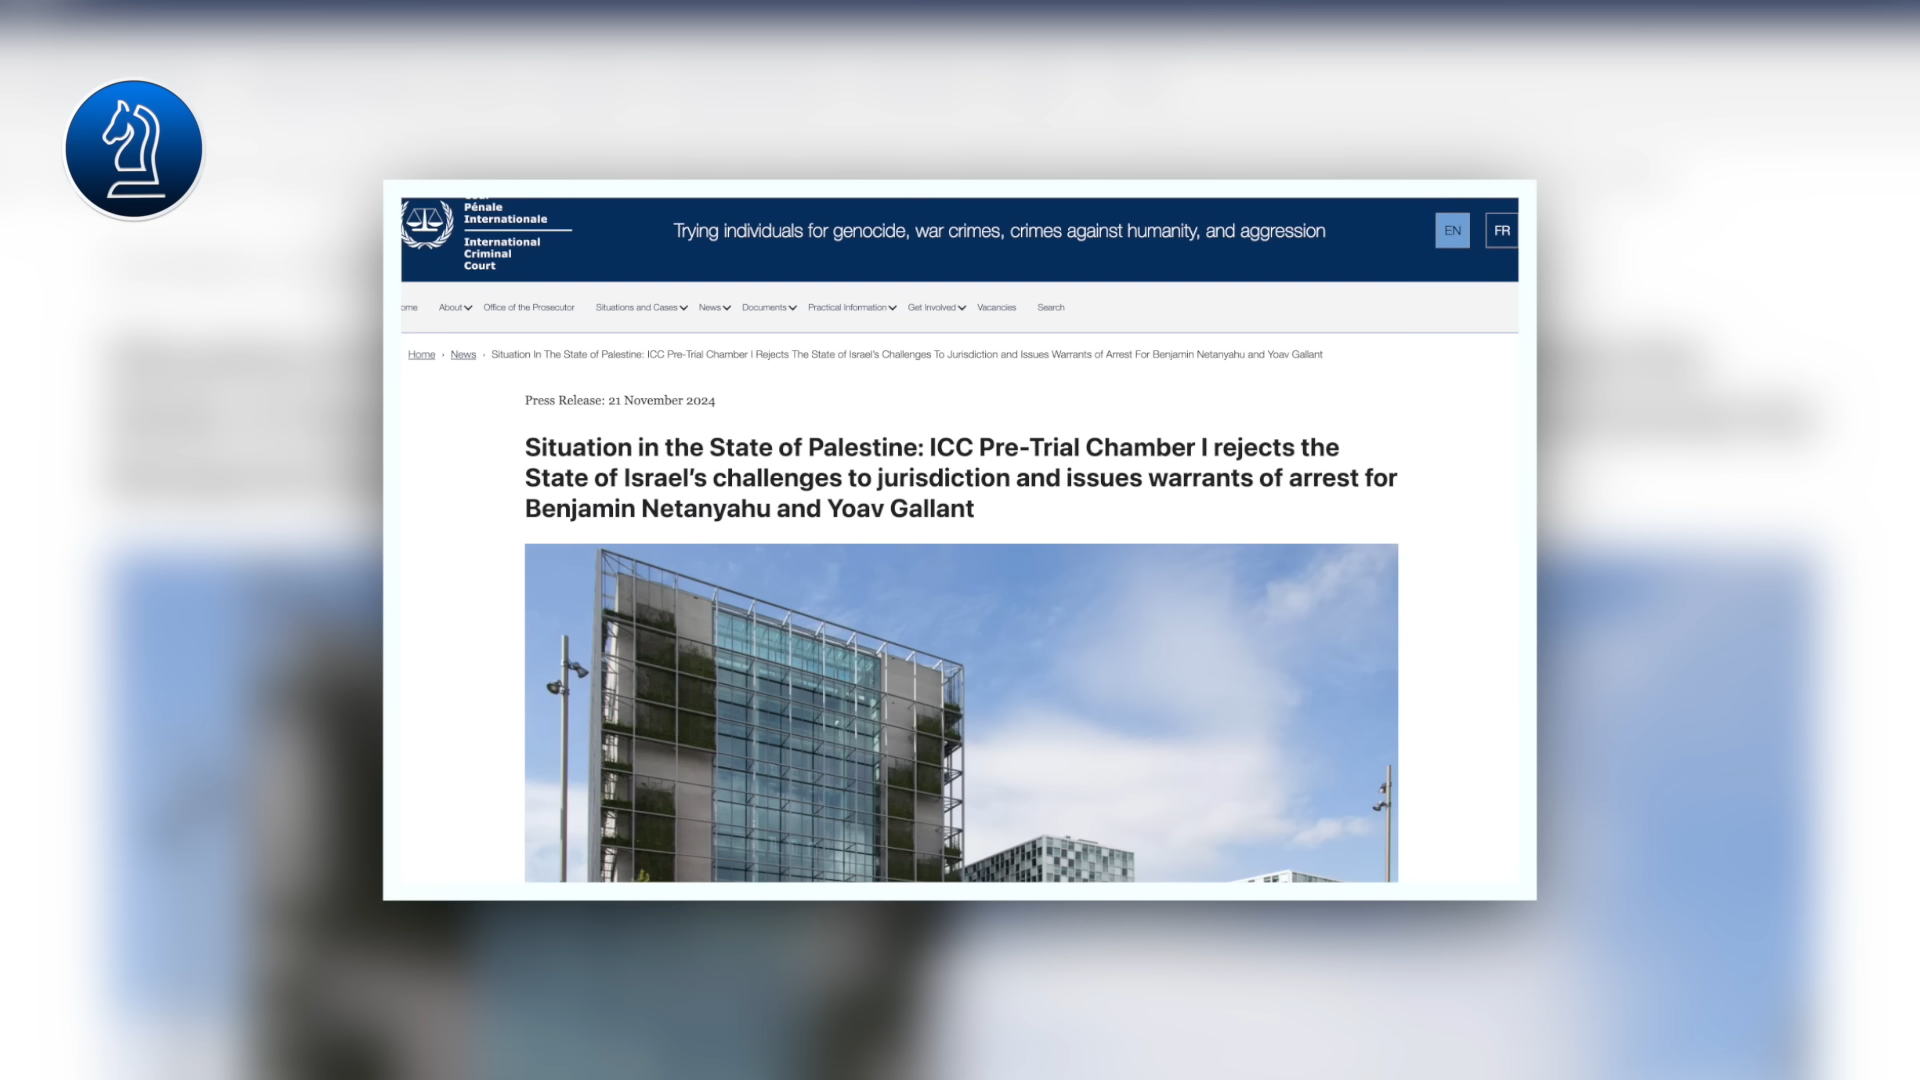 Pénale
Internationale
International
Criminal
Court
Trying individuals for genocide, war crimes, crimes against humanity, and aggression
EN
FR
ome
About
Office of the Prosecutor
Situations and Cases
News
Documents
Practical Information
Get Involved
Vacancies
Search
Home › News › Situation In The State of Palestine: ICC Pre-Trial Chamber I Rejects The State of Israel's Challenges To Jurisdiction and Issues Warrants of Arrest For Benjamin Netanyahu and Yoav Gallant
Press Release: 21 November 2024
Situation in the State of Palestine: ICC Pre-Trial Chamber I rejects the
State of Israel’s challenges to jurisdiction and issues warrants of arrest for
Benjamin Netanyahu and Yoav Gallant